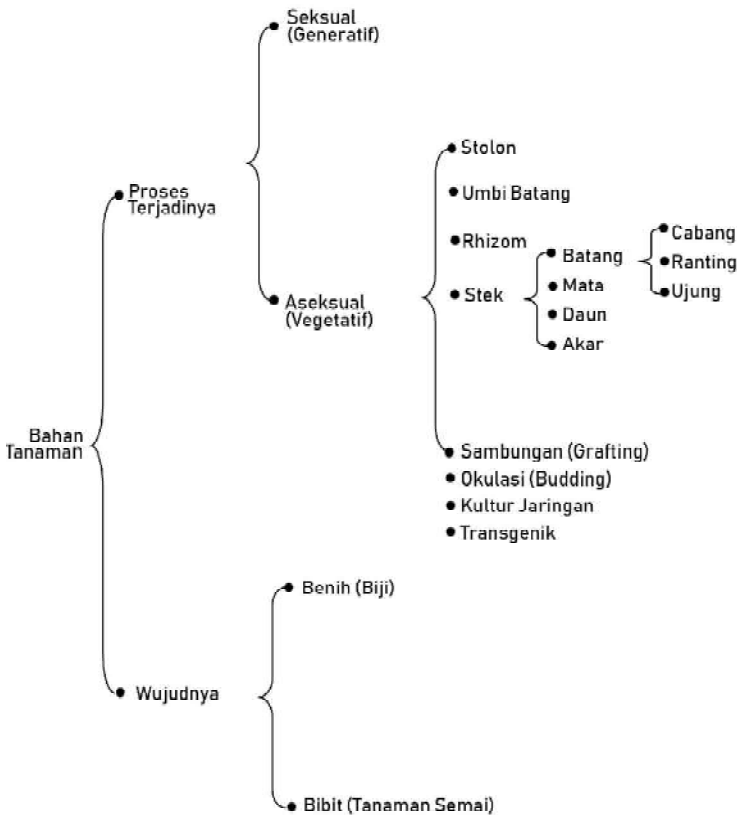 Seksual
(Generatif)
Proses
Terjadinya
Aseksual
(Vegetatif)
Stolon
Umbi Batang
Rhizom
Stek
Batang
Mata
Daun
Akar
Cabang
Ranting
Ujung
Sambungan (Grafting)
Okulasi (Budding)
Kultur Jaringan
Transgenik
Bahan
Tanaman
Wujudnya
Benih (Biji)
Bibit (Tanaman Semai)